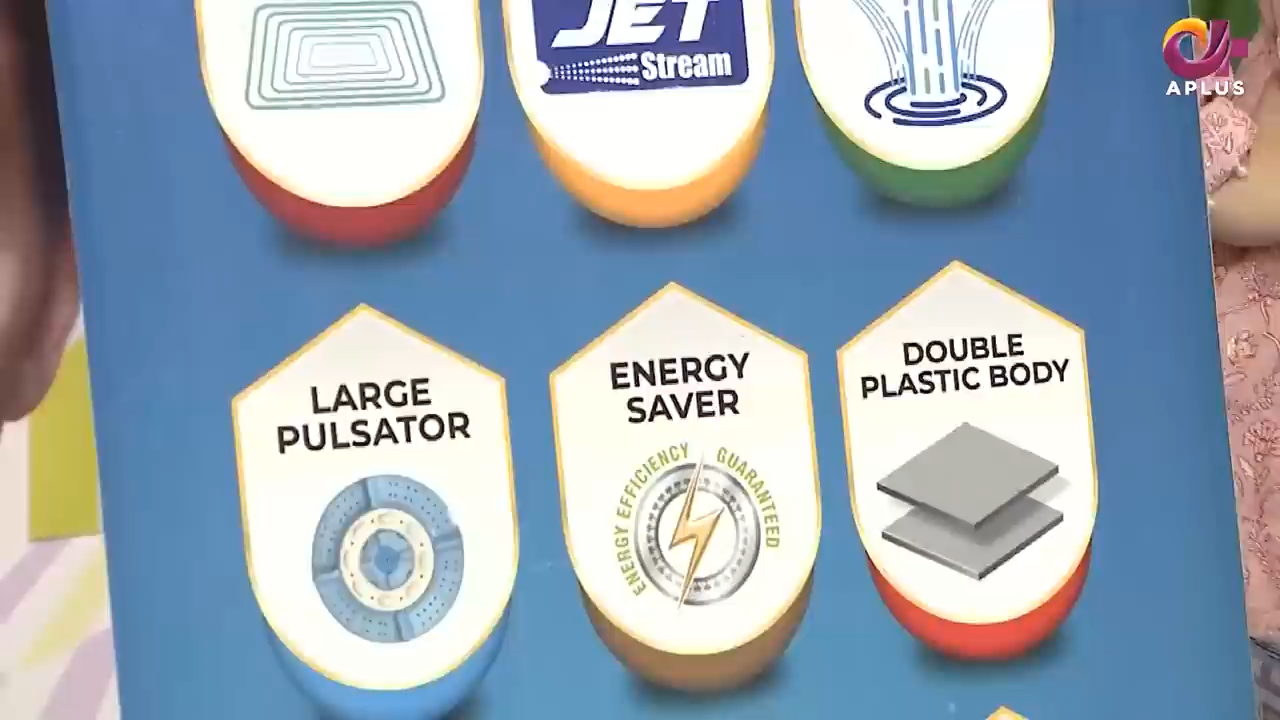 JET
Stream
APLUS
LARGE
PULSATOR
ENERGY
SAVER
ENERGY EFFICIENCY GUARANTEED
DOUBLE
PLASTIC BODY